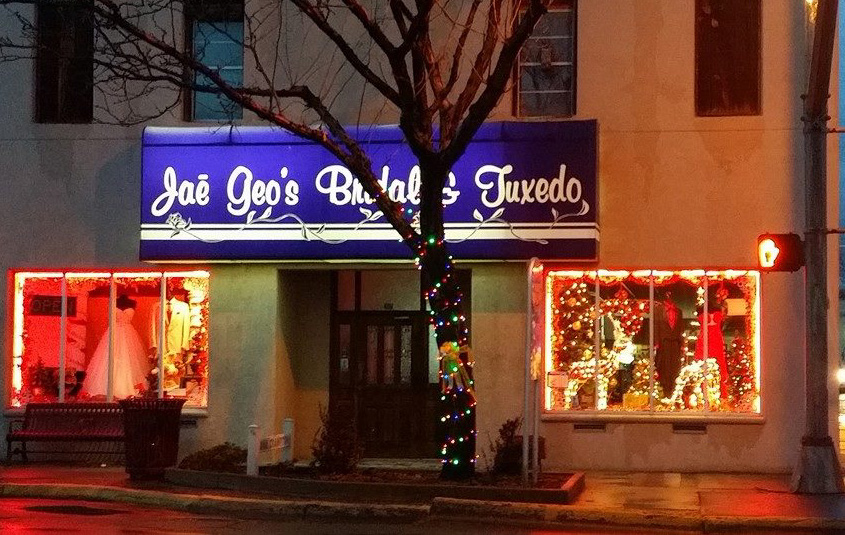 Jaē Geo's Bridal & Tuxedo
OPEN